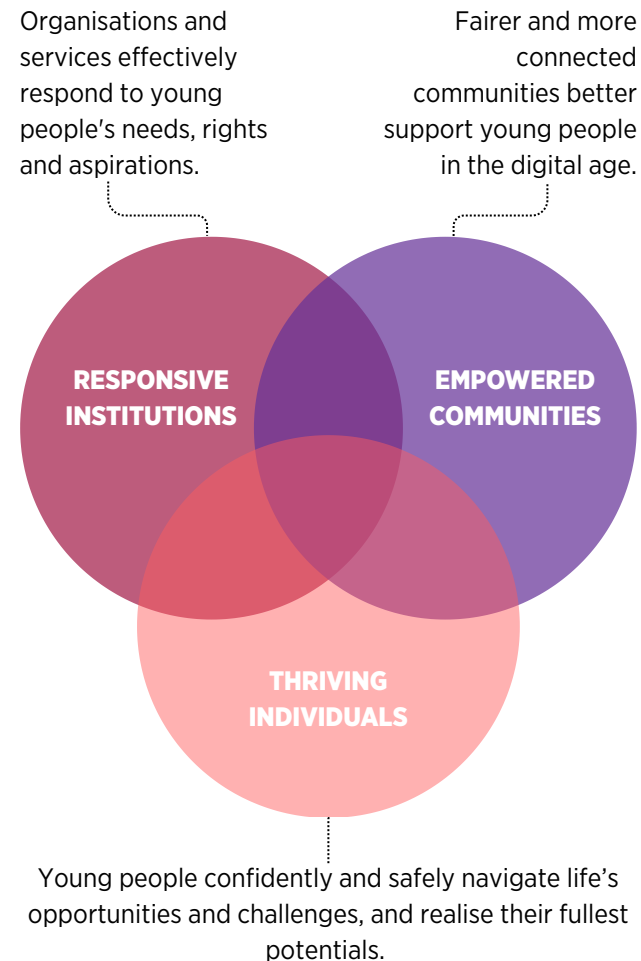 Organisations and
services effectively
respond to young
people's needs, rights
and aspirations.
Fairer and more
connected
communities better
support young people
in the digital age.
RESPONSIVE
INSTITUTIONS
EMPOWERED
COMMUNITIES
THRIVING
INDIVIDUALS
Young people confidently and safely navigate life’s
opportunities and challenges, and realise their fullest
potentials.